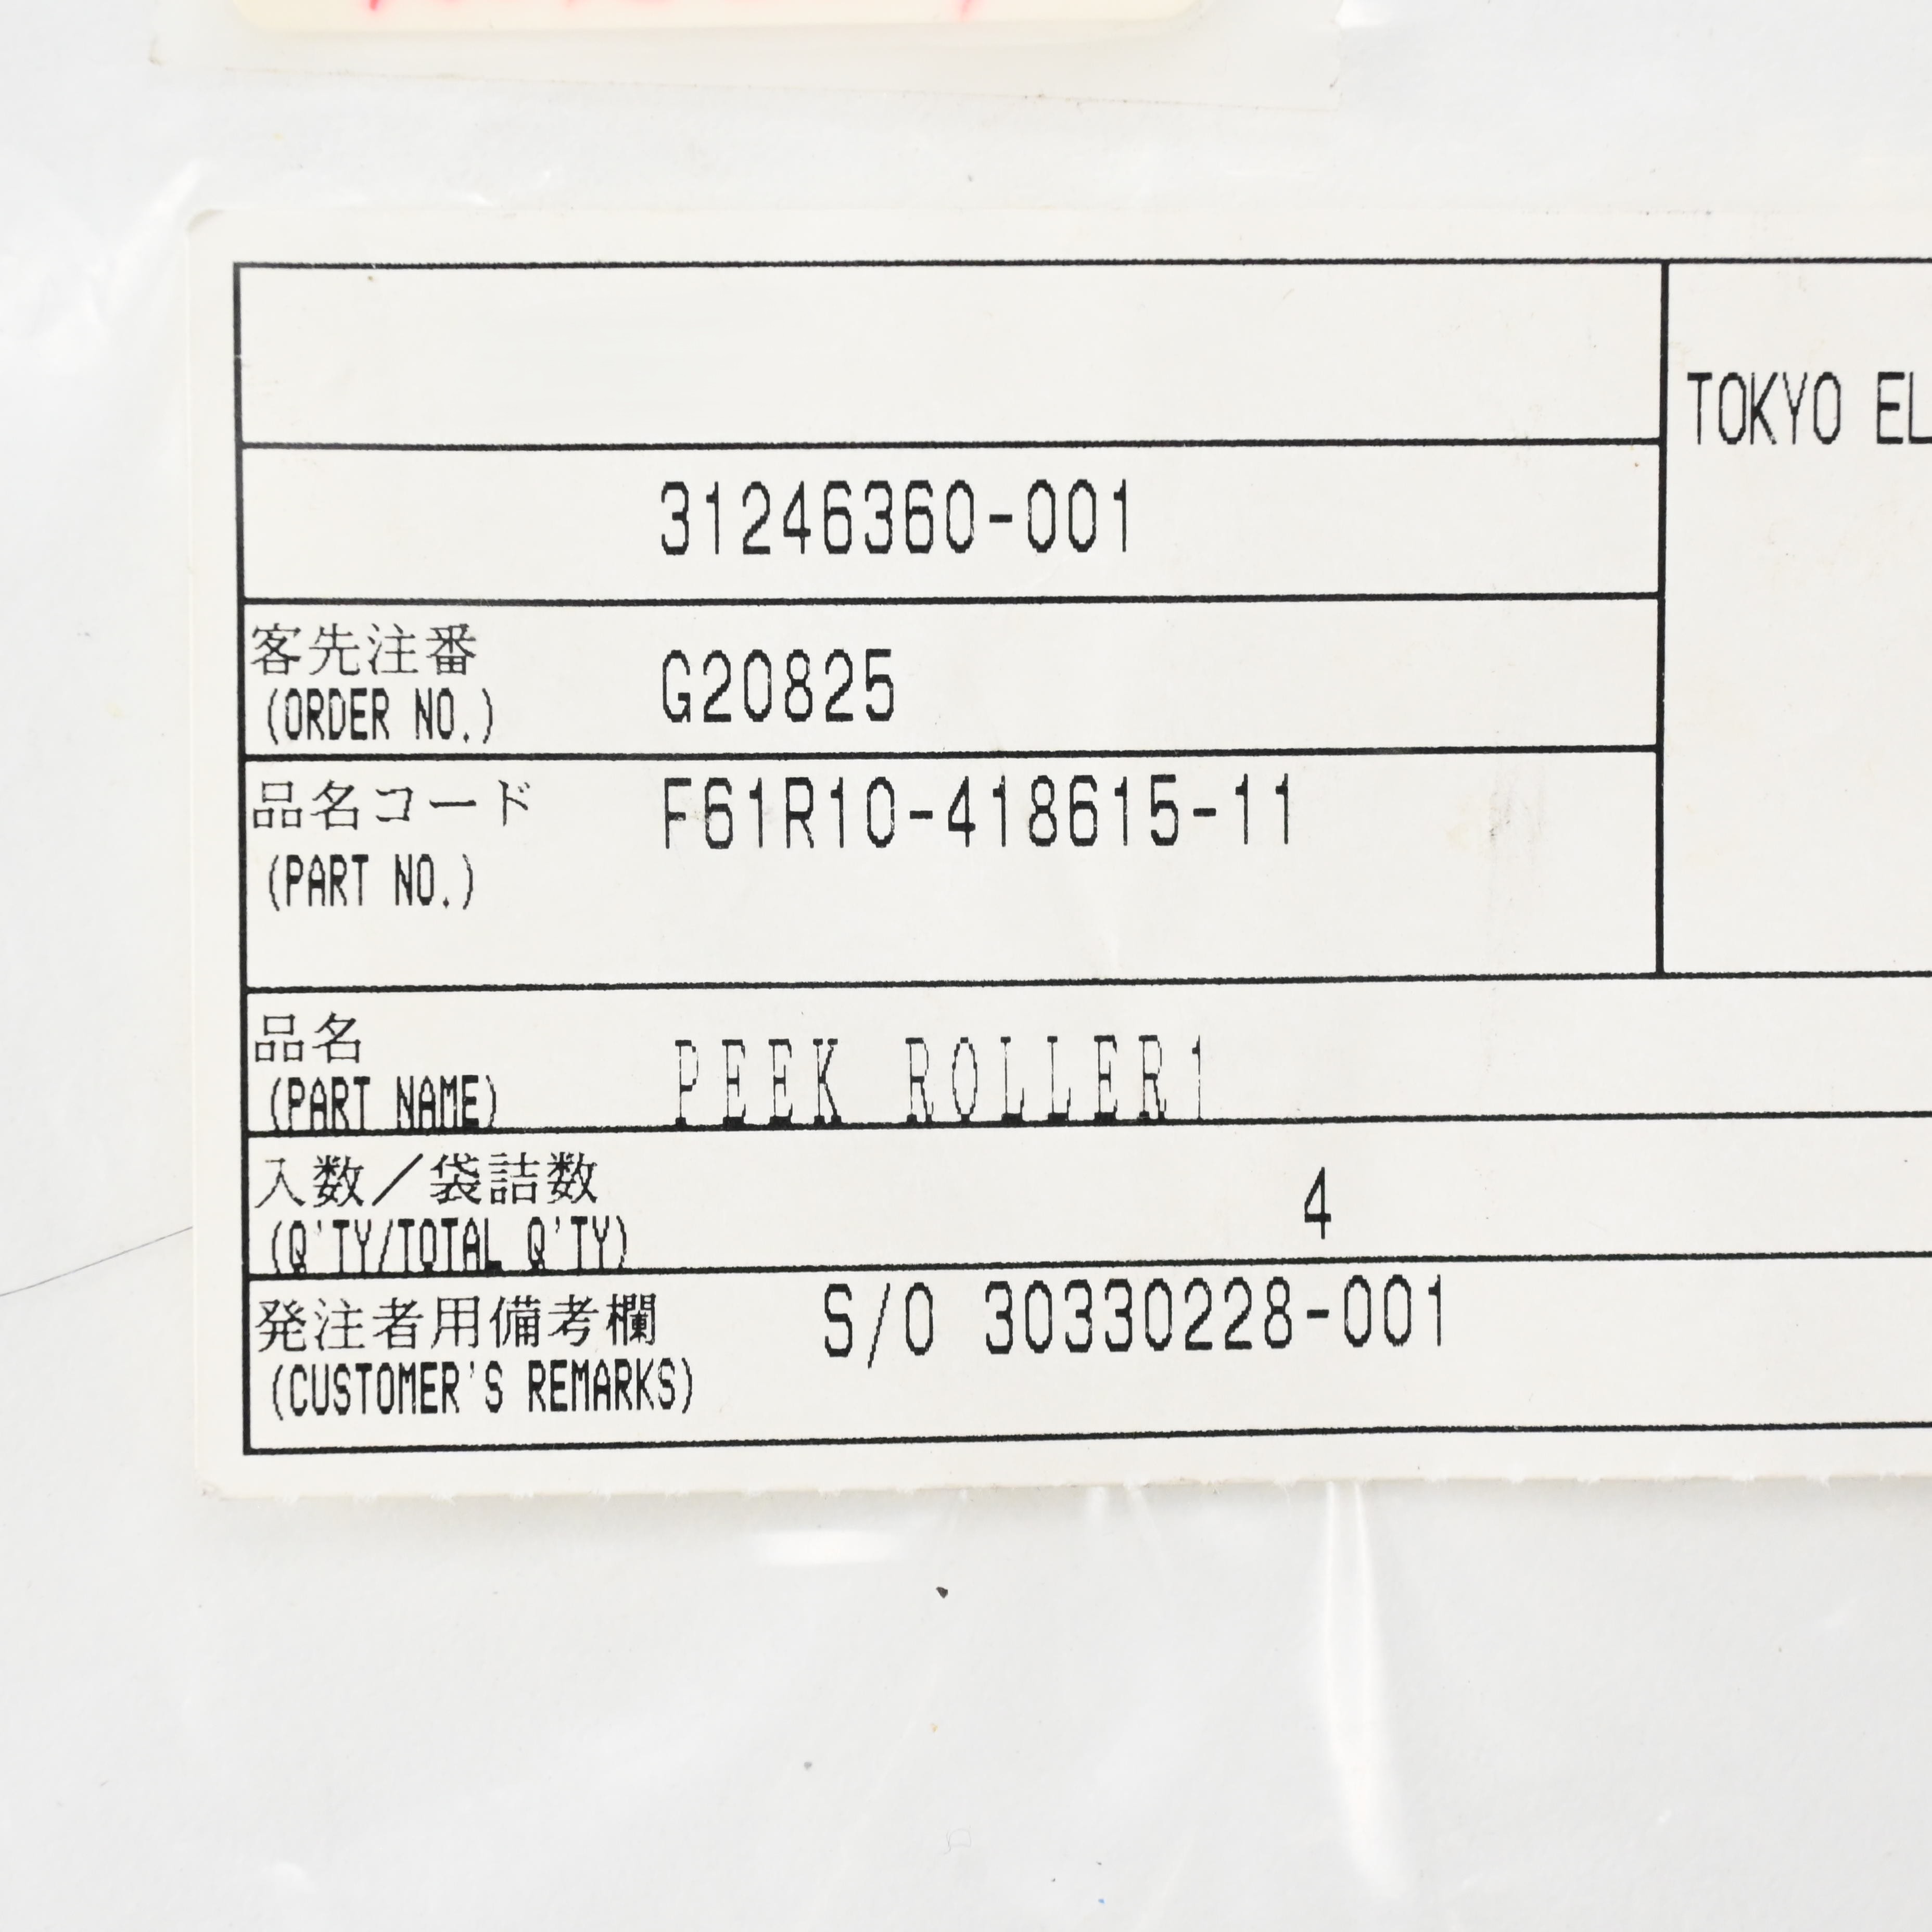 TOKYO EL
31246360-001
客先注番
(ORDER NO.)
G20825
品名コード
(PART NO.)
F61R10-418615-11
品名
(PART NAME)
PEEK ROLLER1
入数/袋詰数
(Q'TY/TOTAL Q'TY)
4
発注者用備考欄
(CUSTOMER'S REMARKS)
S/O 30330228-001